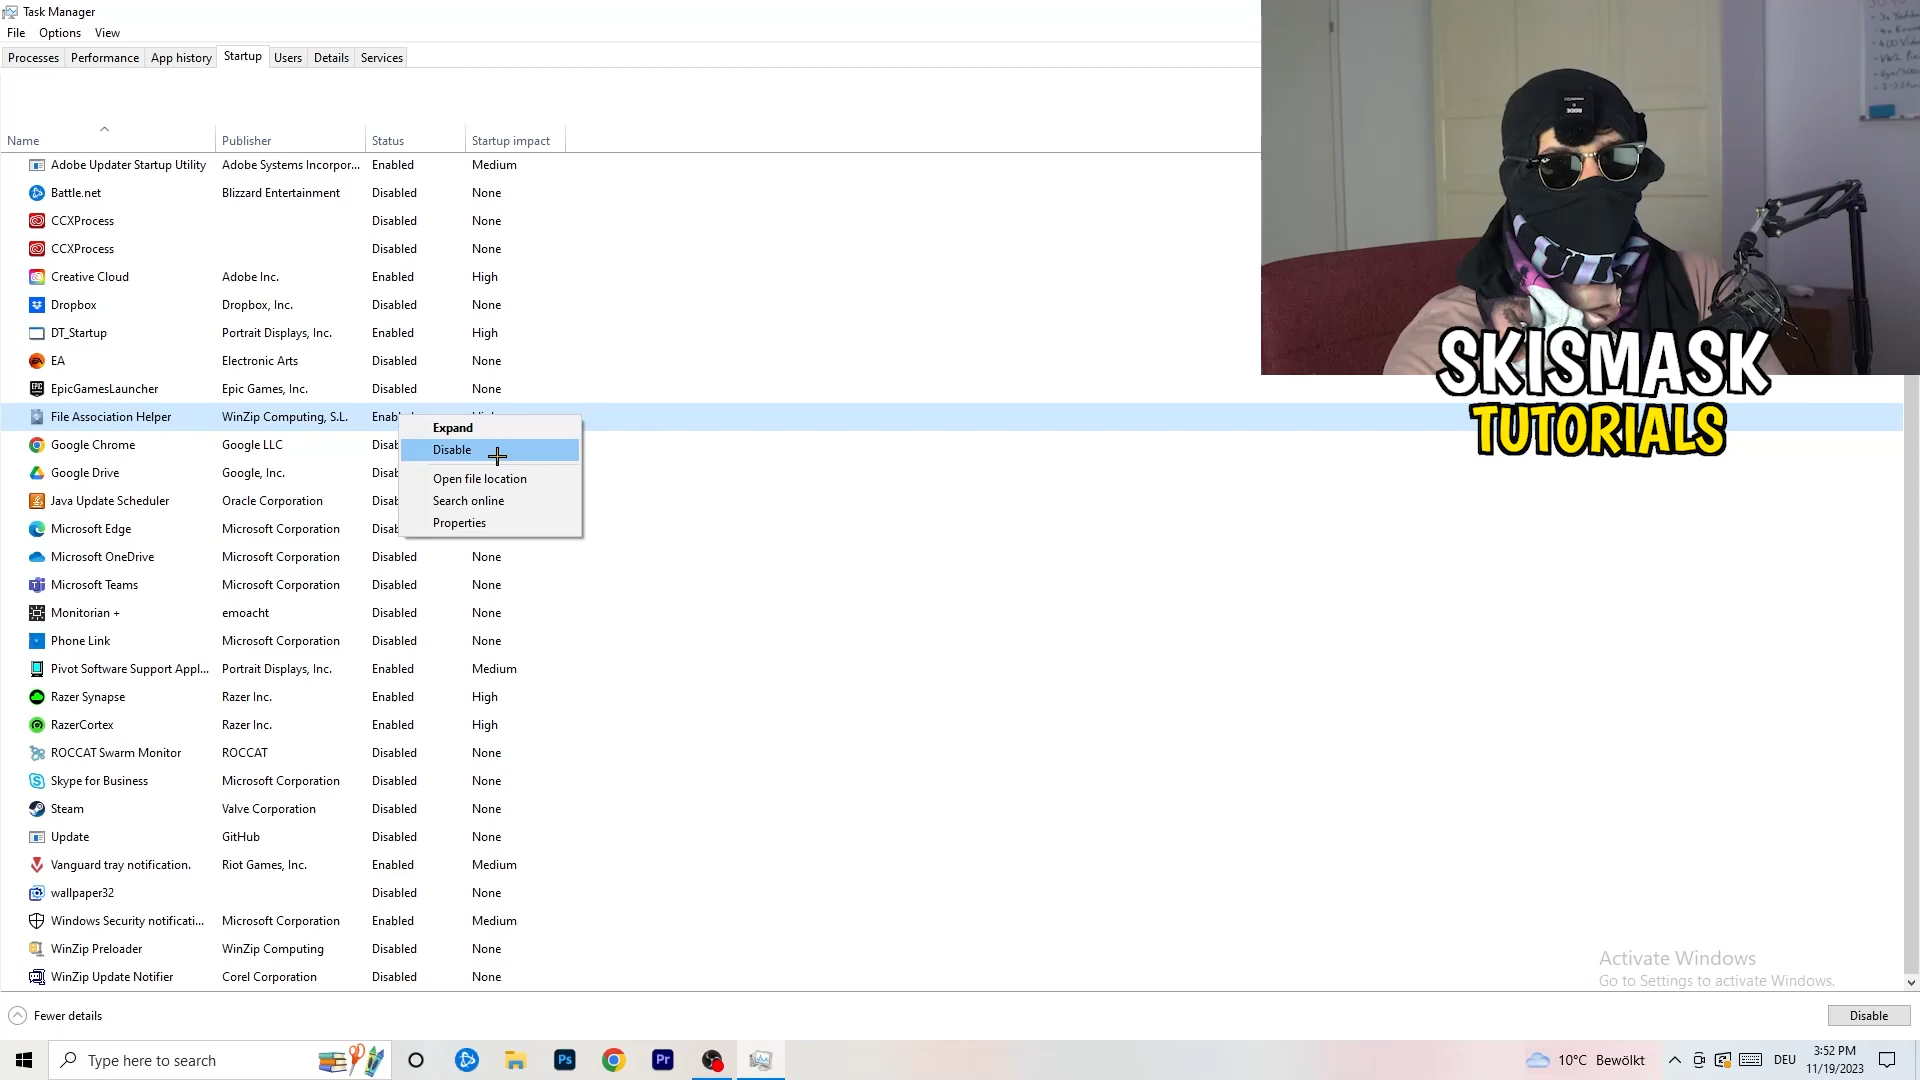 Task Manager
File Options View
Processes Performance App history Startup Users Details Services
Name Publisher Status Startup impact
Adobe Updater Startup Utility Adobe Systems Incorpor... Enabled Medium
Battle.net Blizzard Entertainment Disabled None
CCXProcess Disabled None
CCXProcess Disabled None
Creative Cloud Adobe Inc. Enabled High
Dropbox Dropbox, Inc. Disabled None
DT_Startup Portrait Displays, Inc. Enabled High
EA Electronic Arts Disabled None
EpicGamesLauncher Epic Games, Inc. Disabled None
File Association Helper WinZip Computing, S.L.
Google Chrome Google LLC
Google Drive Google, Inc.
Java Update Scheduler Oracle Corporation
Microsoft Edge Microsoft Corporation
Expand
Disable
Open file location
Search online
Properties
Microsoft OneDrive Microsoft Corporation Disabled None
Microsoft Teams Microsoft Corporation Disabled None
Monitorian + emoacht Disabled None
Phone Link Microsoft Corporation Disabled None
Pivot Software Support Appl... Portrait Displays, Inc. Enabled Medium
Razer Synapse Razer Inc. Enabled High
RazerCortex Razer Inc. Enabled High
ROCCAT Swarm Monitor ROCCAT Disabled None
Skype for Business Microsoft Corporation Disabled None
Steam Valve Corporation Disabled None
Update GitHub Disabled None
Vanguard tray notification. Riot Games, Inc. Enabled Medium
wallpaper32 Disabled None
Windows Security notificati... Microsoft Corporation Enabled Medium
WinZip Preloader WinZip Computing Disabled None
WinZip Update Notifier Corel Corporation Disabled None
SKISMASK
TUTORIALS
Activate Windows
Go to Settings to activate Windows.
Fewer details
Disable
Type here to search
Ps
Pr
10°C Bewölkt
DEU
3:52 PM
11/19/2023